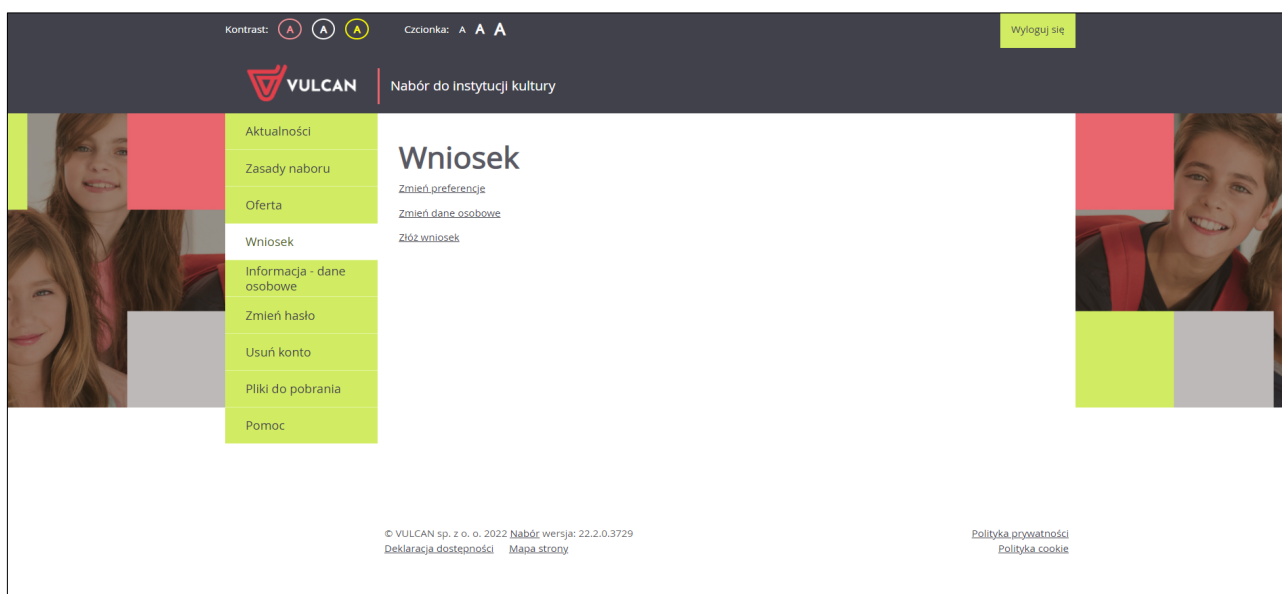 Kontrast: A A A Czcionka: A A A Wyloguj się
VULCAN Nabór do instytucji kultury
Aktualności
Zasady naboru
Oferta
Wniosek
Informacja - dane
osobowe
Zmień hasło
Usuń konto
Pliki do pobrania
Pomoc
Wniosek
Zmień preferencje
Zmień dane osobowe
Złóż wniosek
© VULCAN sp. z o. o. 2022 Nabór wersja: 22.2.0.3729
Deklaracja dostępności Mapa strony
Polityka prywatności
Polityka cookie